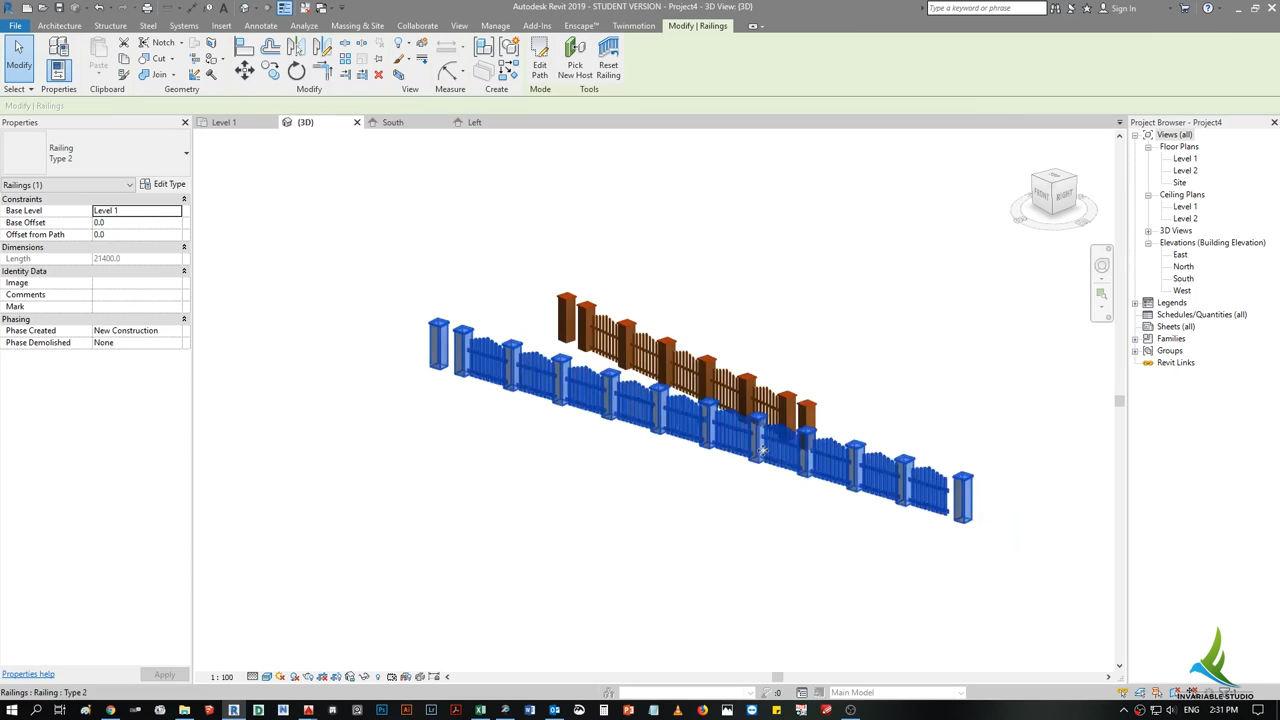 Autodesk Revit 2019 - STUDENT VERSION - Project4 - 3D View: {3D}
Type a keyword or phrase
Sign In
File Architecture Structure Steel Systems Insert Annotate Analyze Massing & Site Collaborate View Manage Add-Ins Enscape™ Twinmotion Modify | Railings
Modify
Properties
Paste
Notch
Cut
Join
Edit Path
Pick New Host
Reset Railing
Select
Properties
Clipboard
Geometry
Modify
View
Measure
Create
Mode
Tools
Modify | Railings
Properties
Level 1
{3D}
South
Left
Project Browser - Project4
Railing
Type 2
Railings (1)
Edit Type
Constraints
Base Level Level 1
Base Offset 0.0
Offset from Path 0.0
Dimensions
Length 21400.0
Identity Data
Image
Comments
Mark
Phasing
Phase Created New Construction
Phase Demolished None
Properties help
Apply
FRONT
RIGHT
Views (all)
Floor Plans
Level 1
Level 2
Site
Ceiling Plans
Level 1
Level 2
3D Views
Elevations (Building Elevation)
East
North
South
West
Legends
Schedules/Quantities (all)
Sheets (all)
Families
Groups
Revit Links
1 : 100
Railings : Railing : Type 2
:0
Main Model
INVARIABLE STUDIO
ENG
2:31 PM